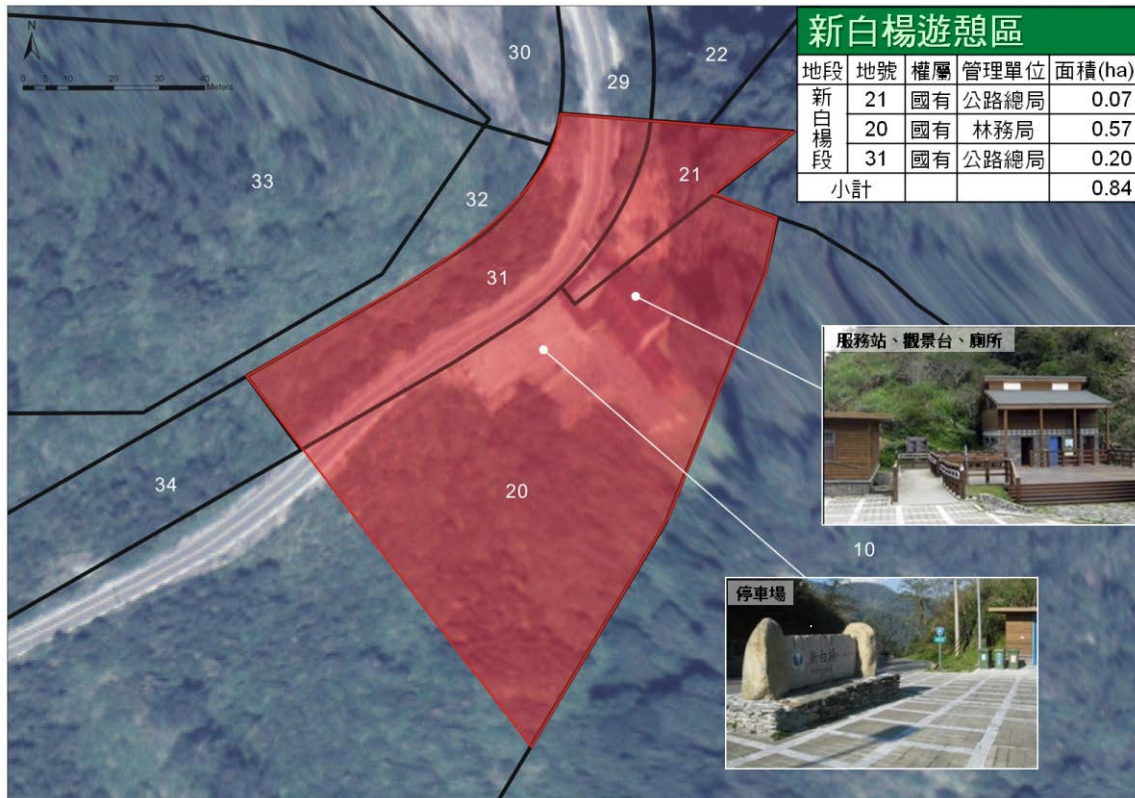 新白楊遊憩區
地段 地號 權屬 管理單位 面積(ha)
新白楊段 21 國有 公路總局 0.07
20 國有 林務局 0.57
31 國有 公路總局 0.20
小計 0.84
N
0 5 10 20 30 40
Meters
30
29
22
33
32
21
31
34
20
10
服務站、觀景台、廁所
停車場
新白楊